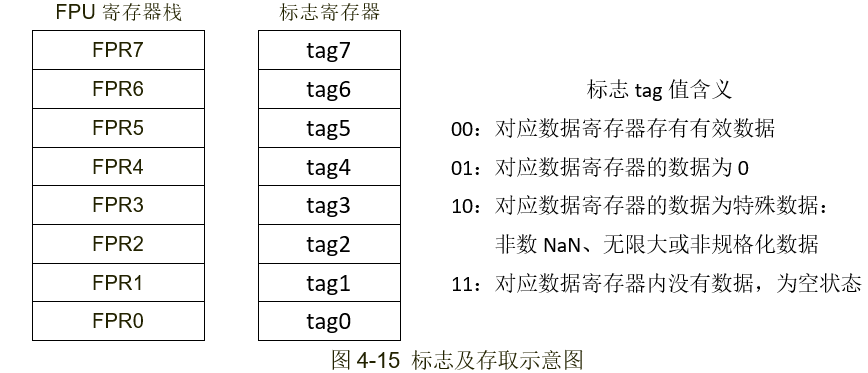 FPU 寄存器栈
标志寄存器
FPR7
tag7
FPR6
tag6
FPR5
tag5
FPR4
tag4
FPR3
tag3
FPR2
tag2
FPR1
tag1
FPR0
tag0
标志 tag 值含义
00：对应数据寄存器存有有效数据
01：对应数据寄存器的数据为 0
10：对应数据寄存器的数据为特殊数据：
非数 NaN、无限大或非规格化数据
11：对应数据寄存器内没有数据，为空状态
图 4-15 标志及存取示意图